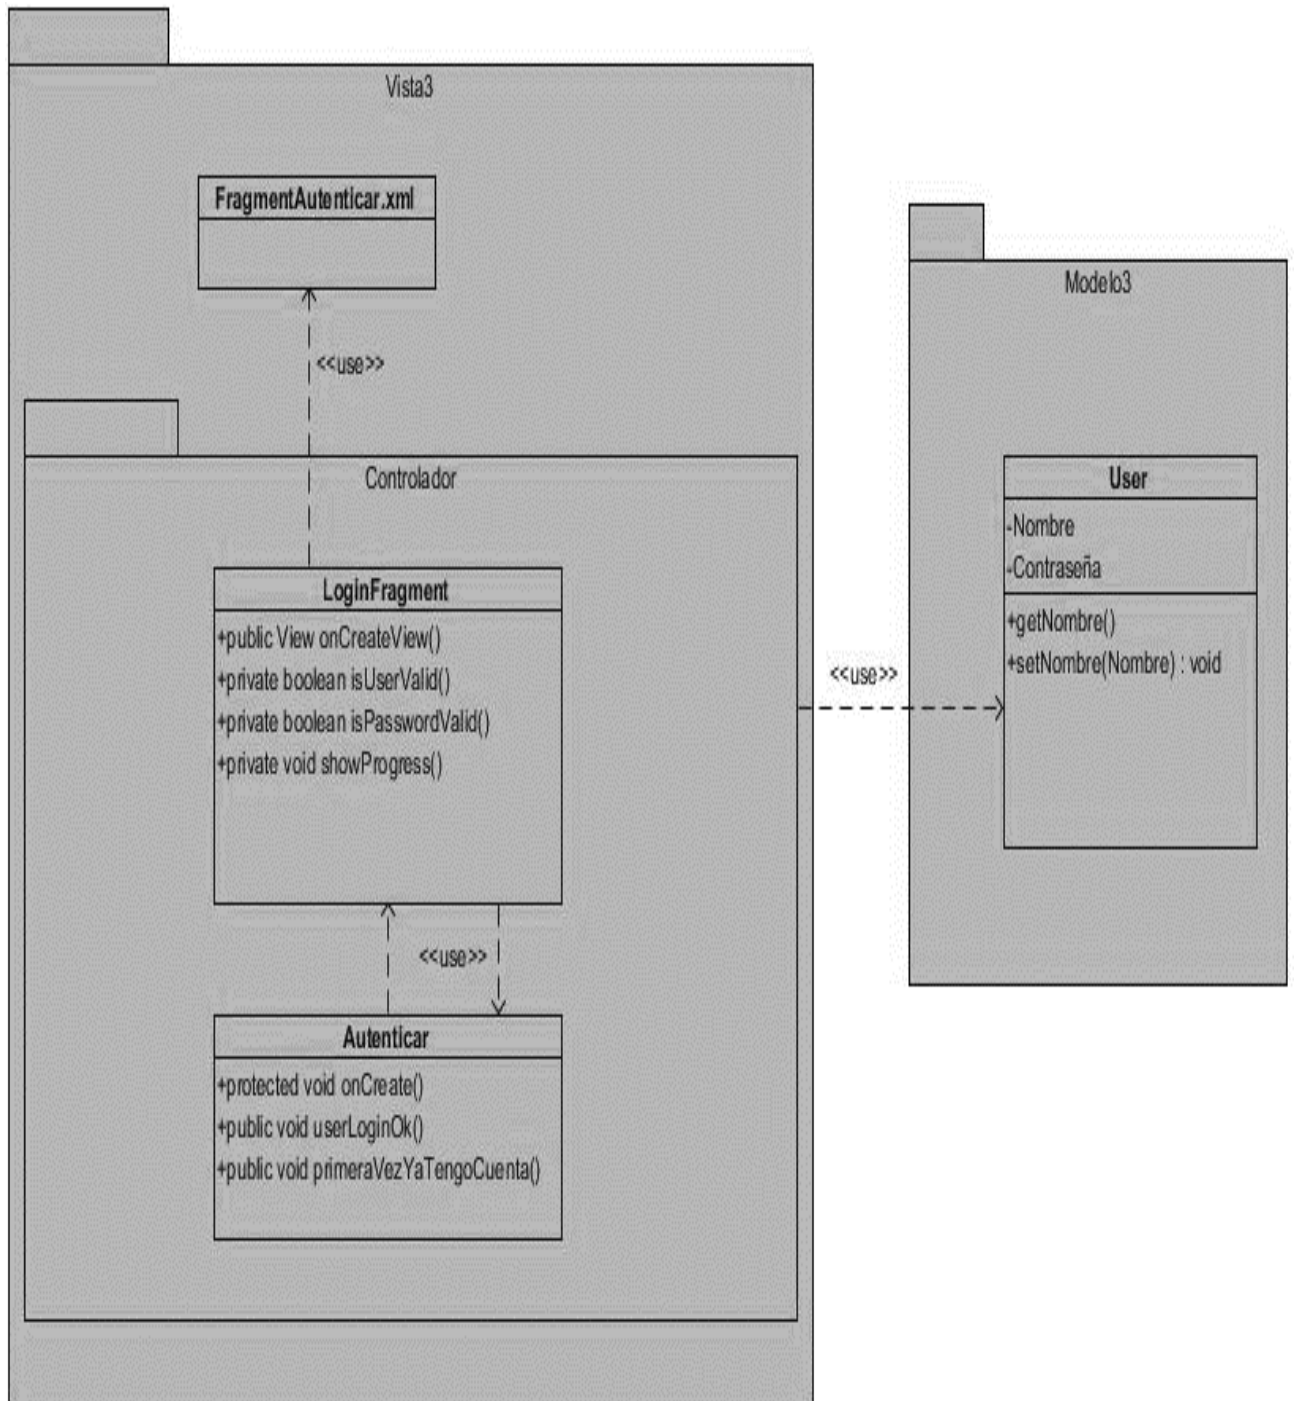 Vista3
FragmentAutenticar.xml
<<use>>
Controlador
LoginFragment
+public View onCreateView()
+private boolean isUserValid()
+private boolean isPasswordValid()
+private void showProgress()
<<use>>
Autenticar
+protected void onCreate()
+public void userLoginOk()
+public void primeraVezYaTengoCuenta()
<<use>>
Modelo3
User
-Nombre
-Contraseña
+getNombre()
+setNombre(Nombre) : void